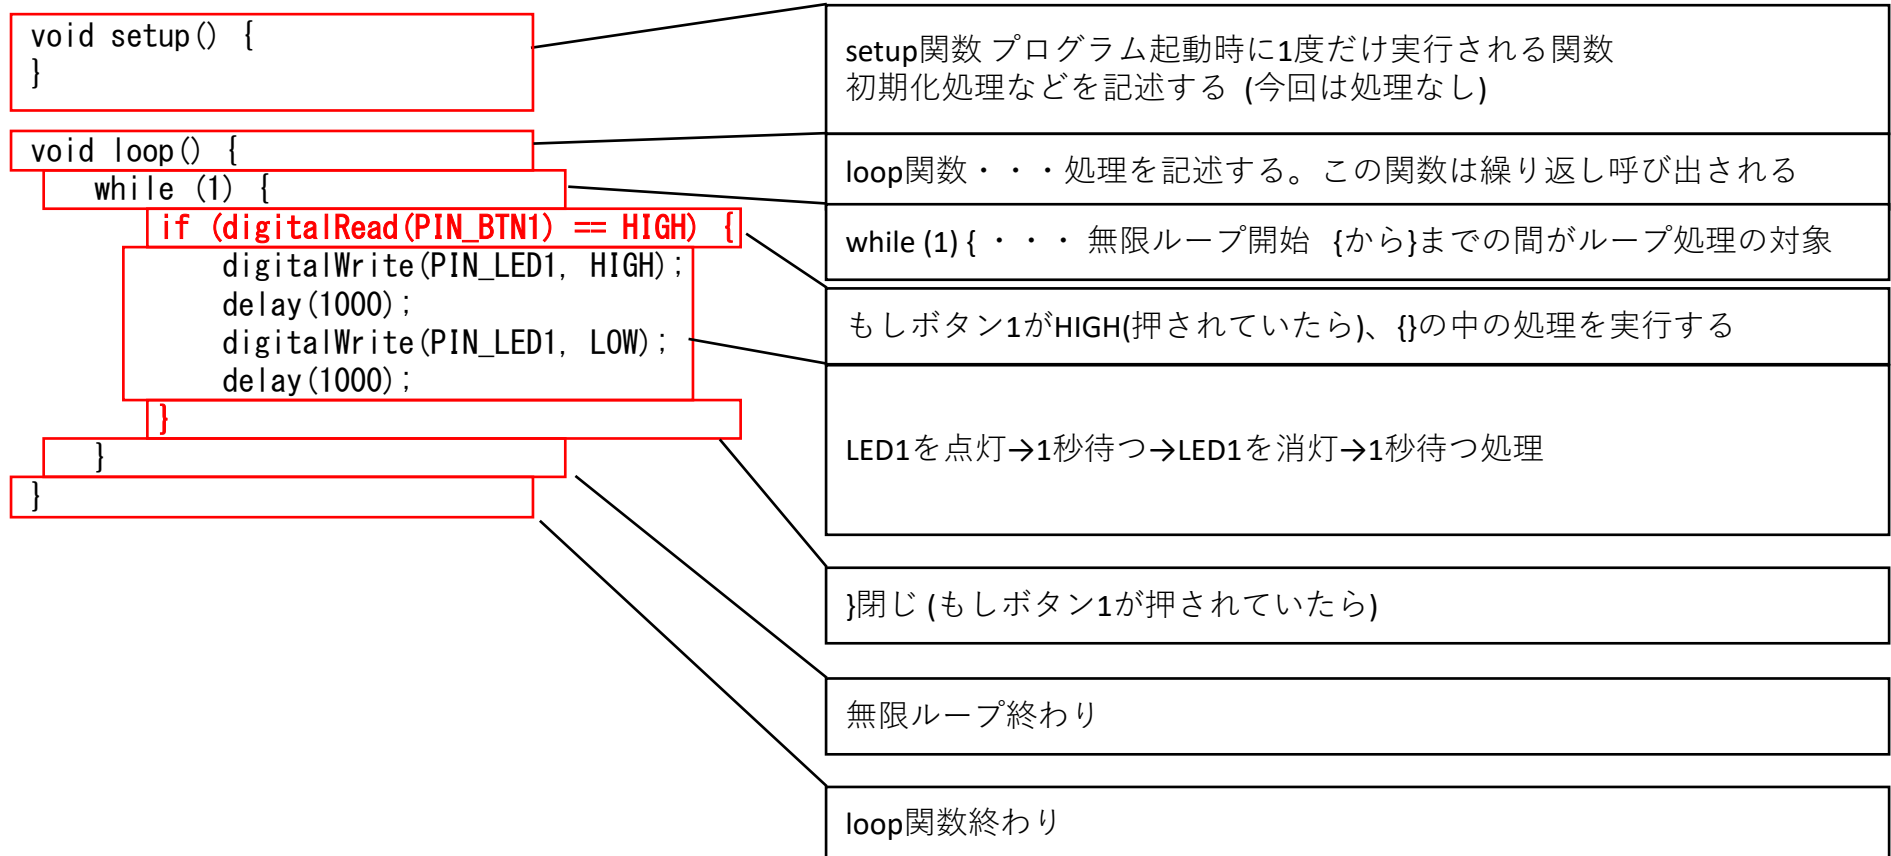 void setup() {
}
void loop() {
while (1) {
if (digitalRead(PIN_BTN1) == HIGH) {
digitalWrite(PIN_LED1, HIGH);
delay(1000);
digitalWrite(PIN_LED1, LOW);
delay(1000);
}
}
}
setup関数 プログラム起動時に1度だけ実行される関数
初期化処理などを記述する (今回は処理なし)
loop関数・・・処理を記述する。この関数は繰り返し呼び出される
while (1) { ・・・ 無限ループ開始 {から}までの間がループ処理の対象
もしボタン1がHIGH(押されていたら)、{}の中の処理を実行する
LED1を点灯→1秒待つ→LED1を消灯→1秒待つ処理
}閉じ (もしボタン1が押されていたら)
無限ループ終わり
loop関数終わり